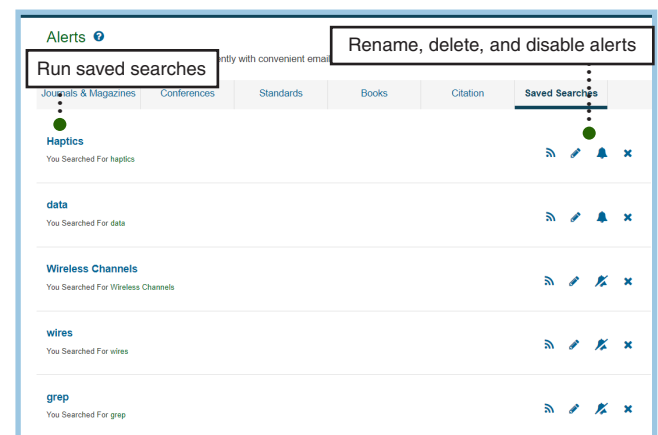 Alerts ?
Rename, delete, and disable alerts
ntly with convenient email
Run saved searches
Journals & Magazines Conferences Standards Books Citation Saved Searches
Haptics
You Searched For haptics
data
You Searched For data
Wireless Channels
You Searched For Wireless Channels
wires
You Searched For wires
grep
You Searched For grep